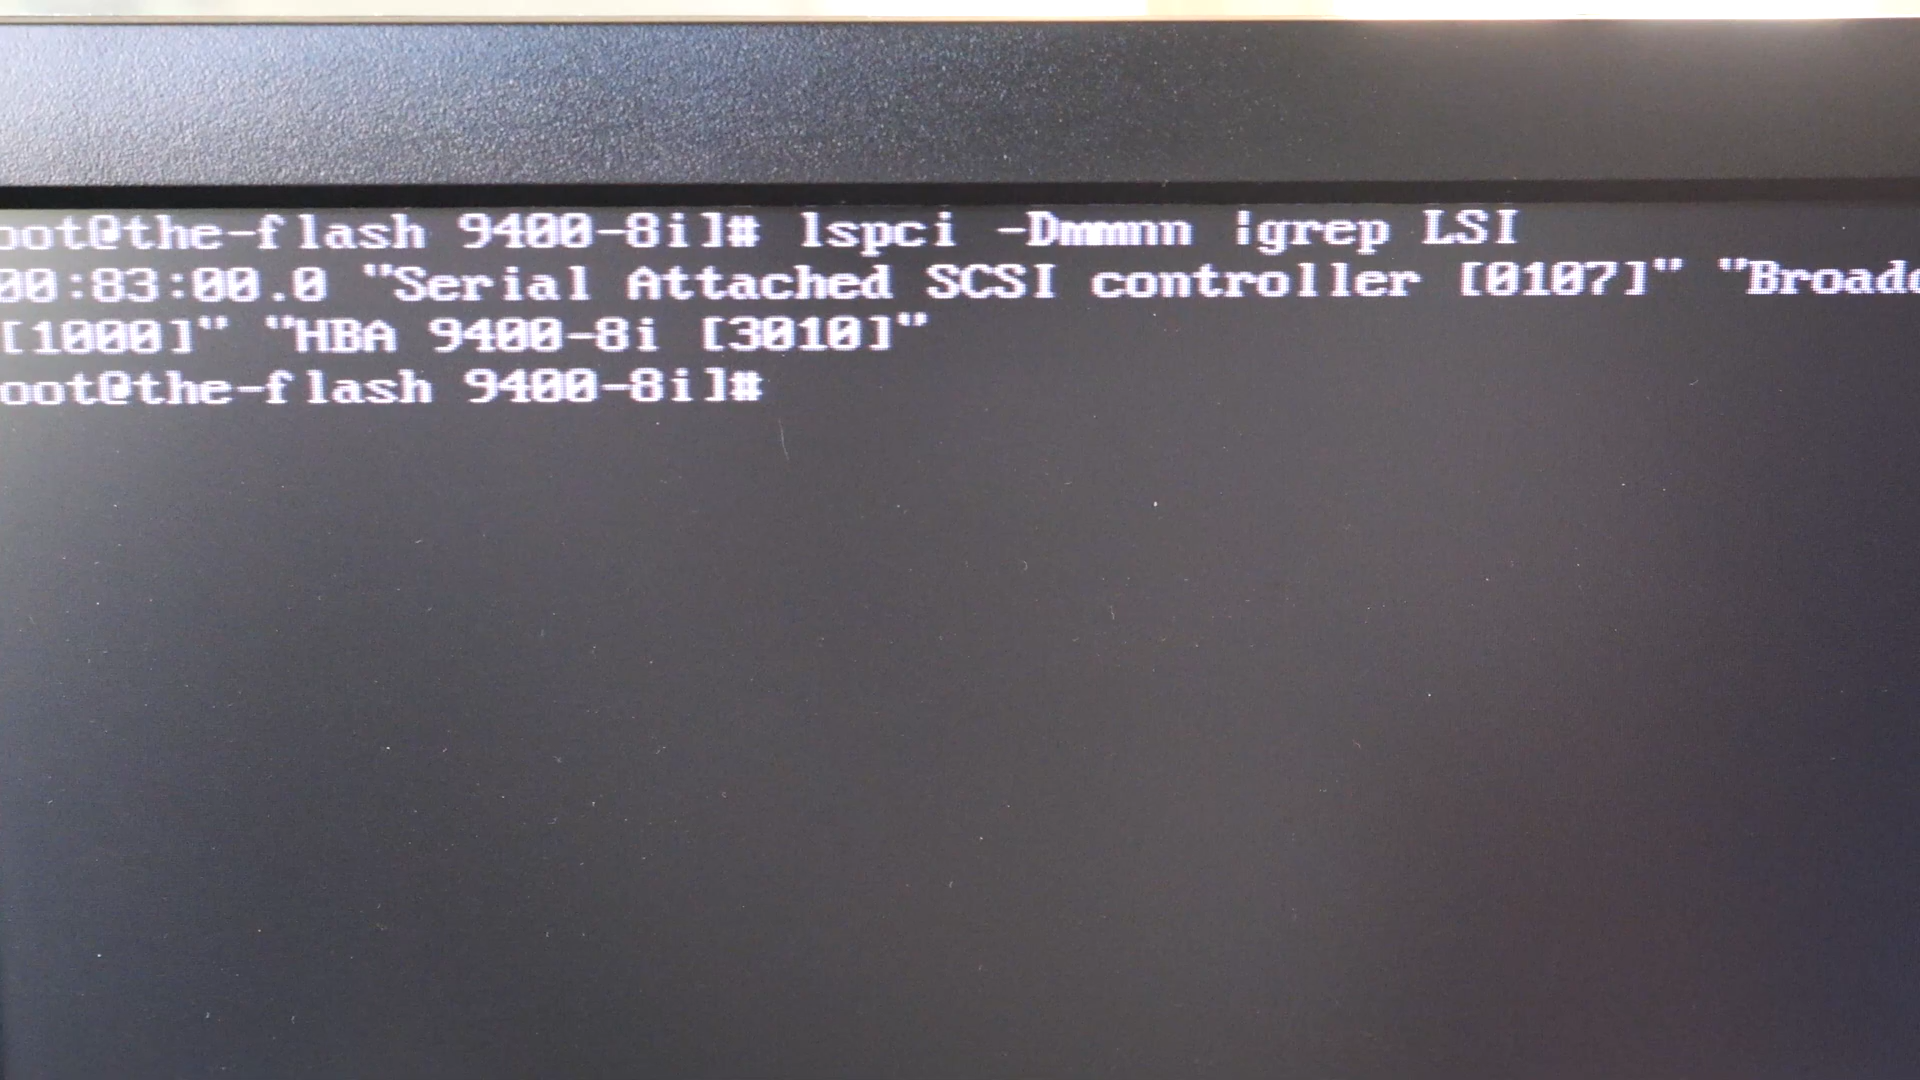 oot@the-flash 9400-8i]# lspci -Dmmnn |grep LSI
00:83:00.0 "Serial Attached SCSI controller [0107]" "Broadc
[1000]" "HBA 9400-8i [3010]"
oot@the-flash 9400-8i]#